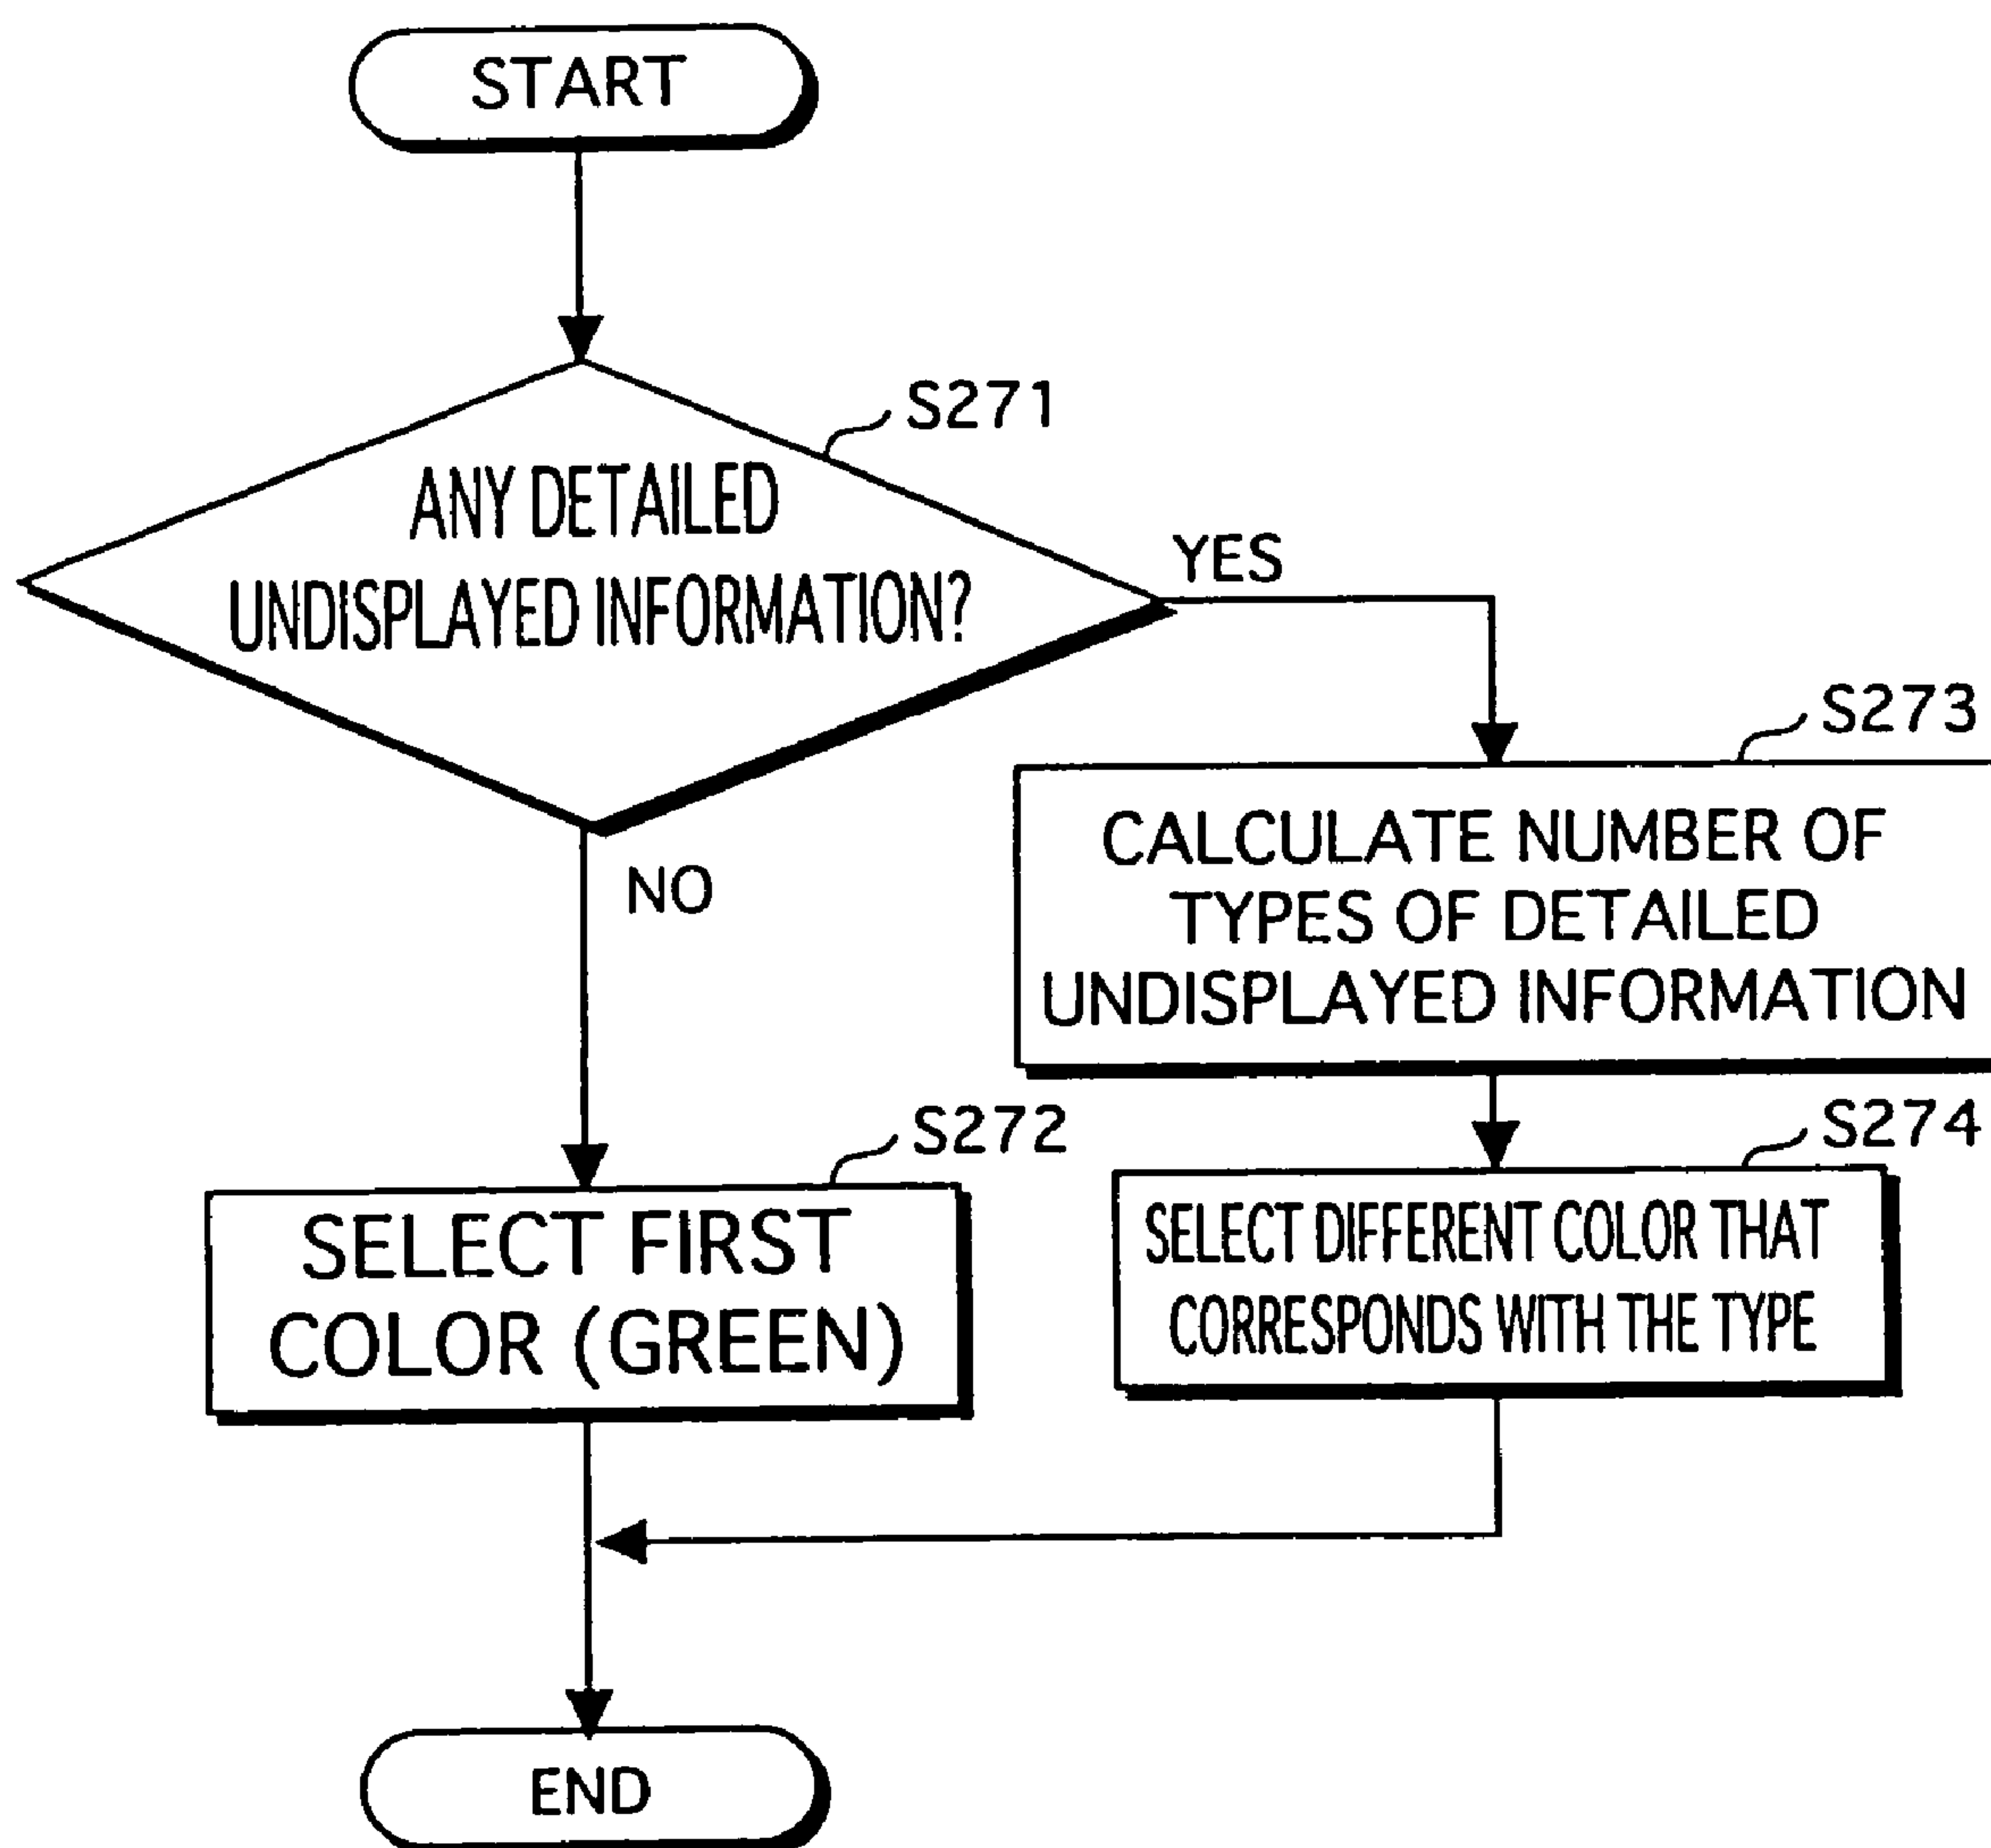 START
S271
ANY DETAILED
UNDISPLAYED INFORMATION?
YES
NO
S273
CALCULATE NUMBER OF
TYPES OF DETAILED
UNDISPLAYED INFORMATION
S272
SELECT FIRST
COLOR (GREEN)
S274
SELECT DIFFERENT COLOR THAT
CORRESPONDS WITH THE TYPE
END